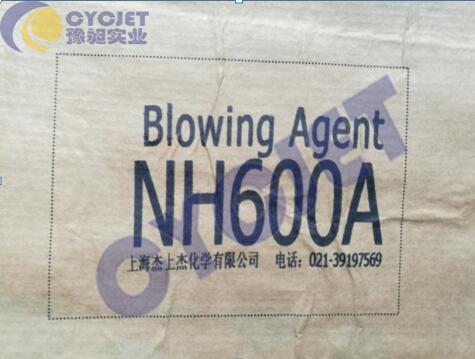 CYCJET
豫昶实业
Blowing Agent
NH600A
上海杰上杰化学有限公司 电话: 021-39197569
CYCJET